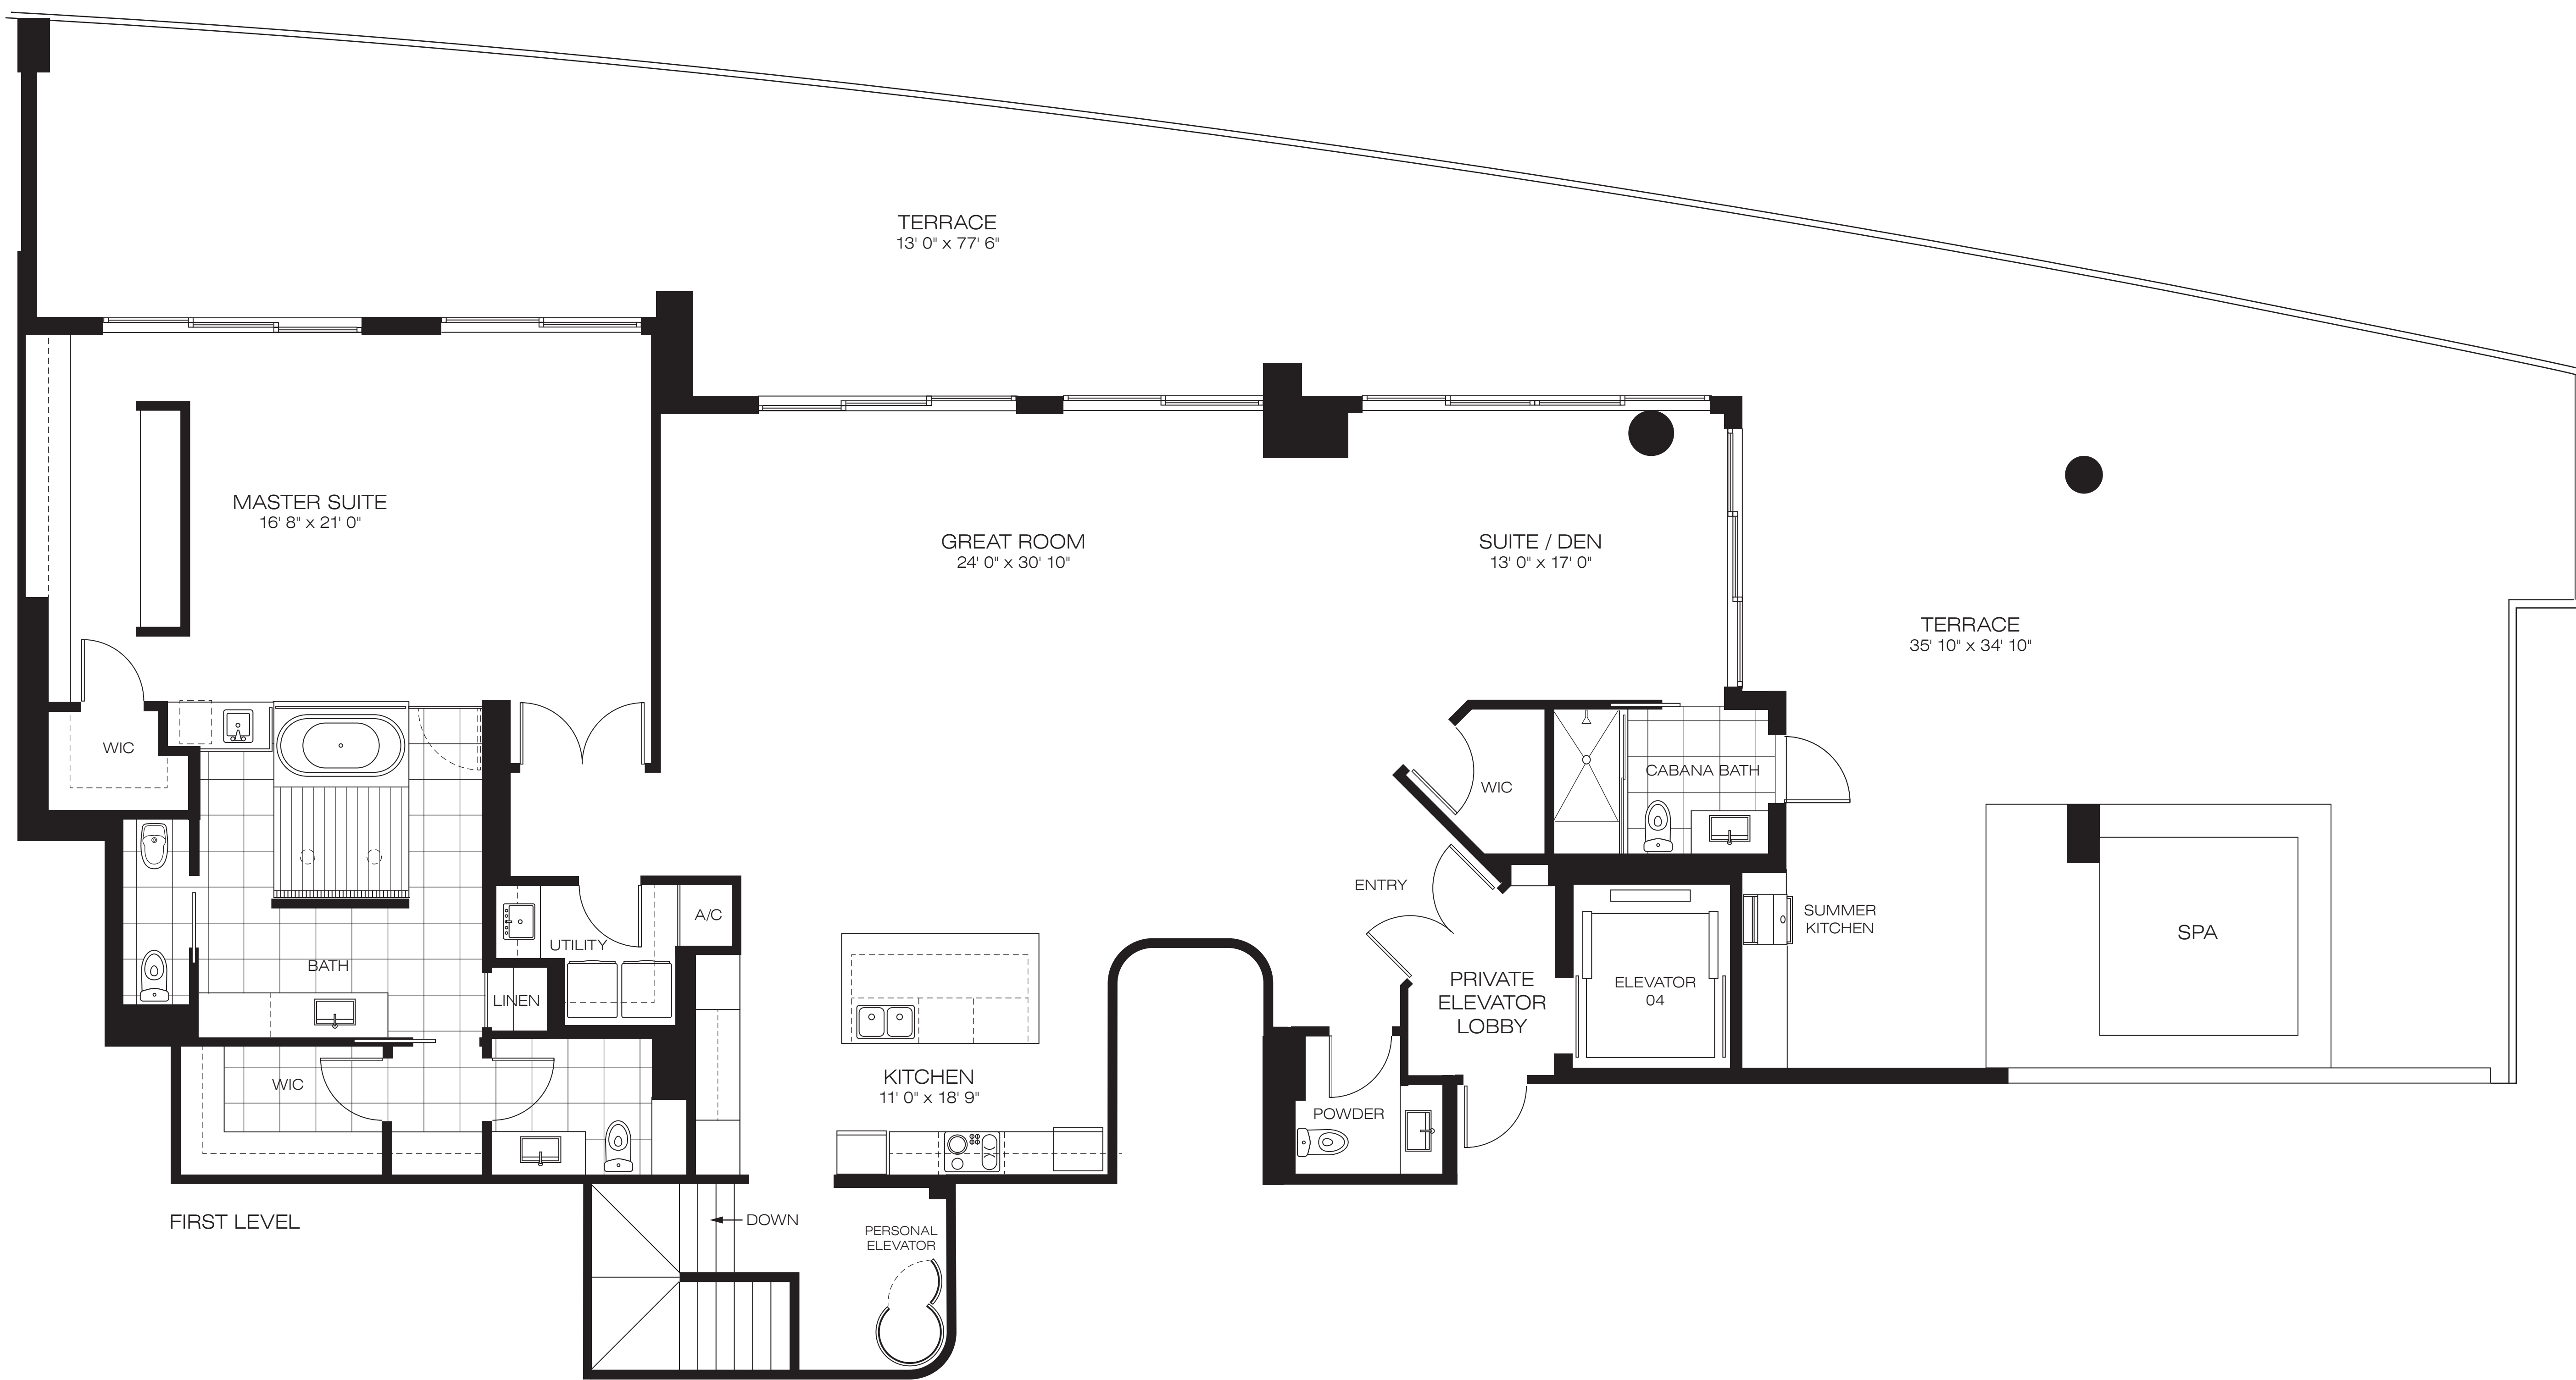 TERRACE
13' 0" x 77' 6"
MASTER SUITE
16' 8" x 21' 0"
GREAT ROOM
24' 0" x 30' 10"
SUITE / DEN
13' 0" x 17' 0"
TERRACE
35' 10" x 34' 10"
WIC
WIC
CABANA BATH
ENTRY
A/C
UTILITY
BATH
LINEN
SUMMER
KITCHEN
SPA
PRIVATE
ELEVATOR
LOBBY
ELEVATOR
04
WIC
KITCHEN
11' 0" x 18' 9"
POWDER
FIRST LEVEL
DOWN
PERSONAL
ELEVATOR